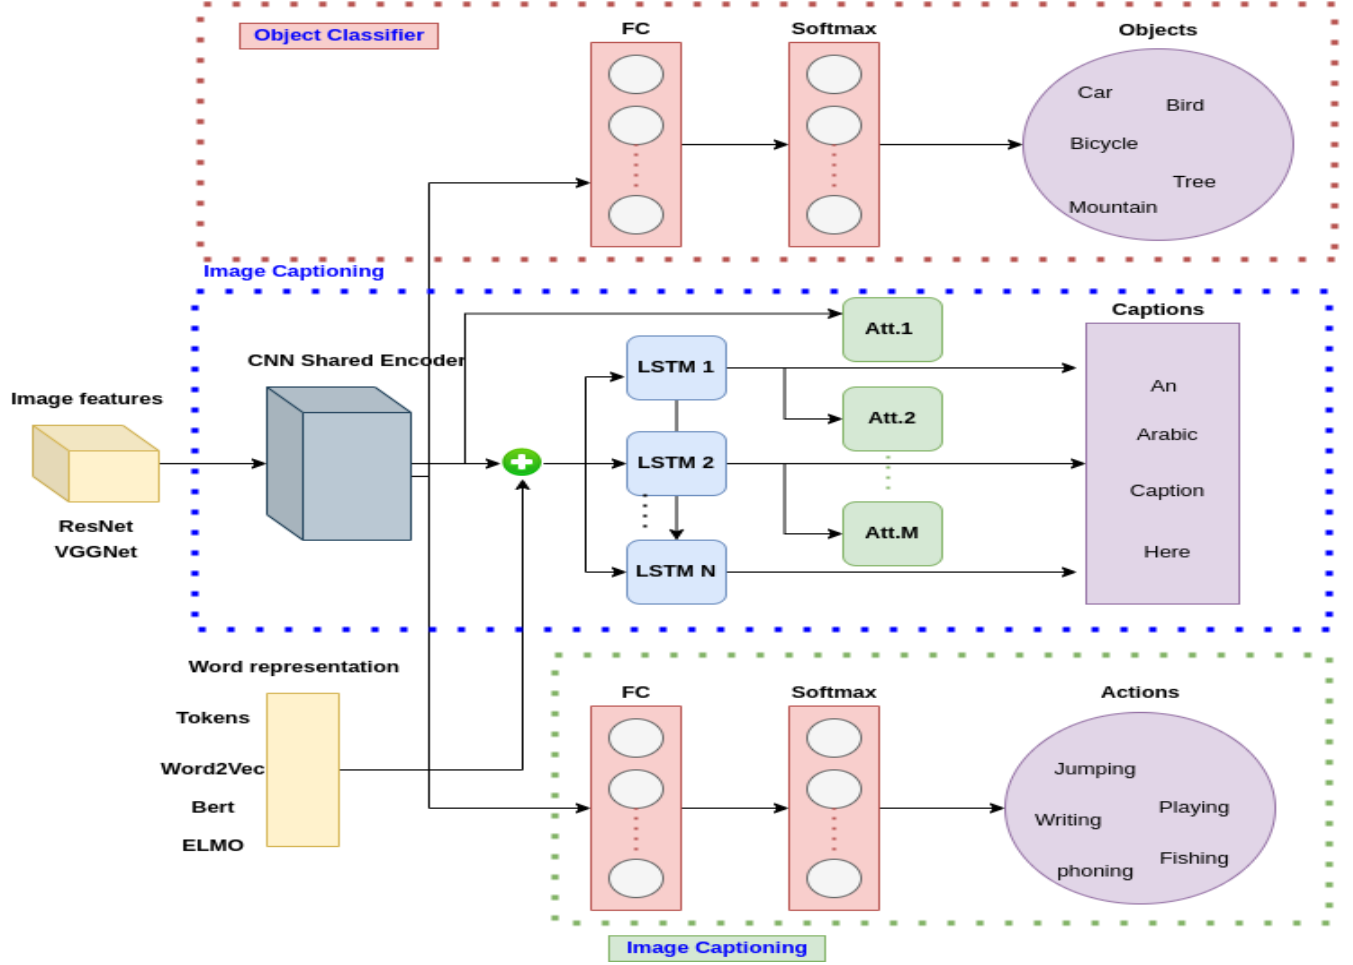 Object Classifier
FC
Softmax
Objects
Car
Bird
Bicycle
Tree
Mountain
Image Captioning
CNN Shared Encoder
Image features
ResNet
VGGNet
LSTM 1
LSTM 2
LSTM N
Att.1
Att.2
Att.M
Captions
An
Arabic
Caption
Here
Word representation
Tokens
Word2Vec
Bert
ELMO
FC
Softmax
Actions
Jumping
Playing
Writing
Fishing
phoning
Image Captioning